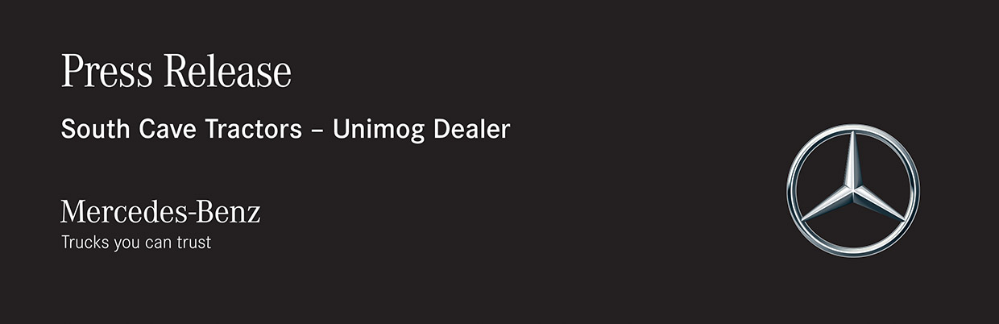 Press Release
South Cave Tractors – Unimog Dealer
Mercedes-Benz
Trucks you can trust